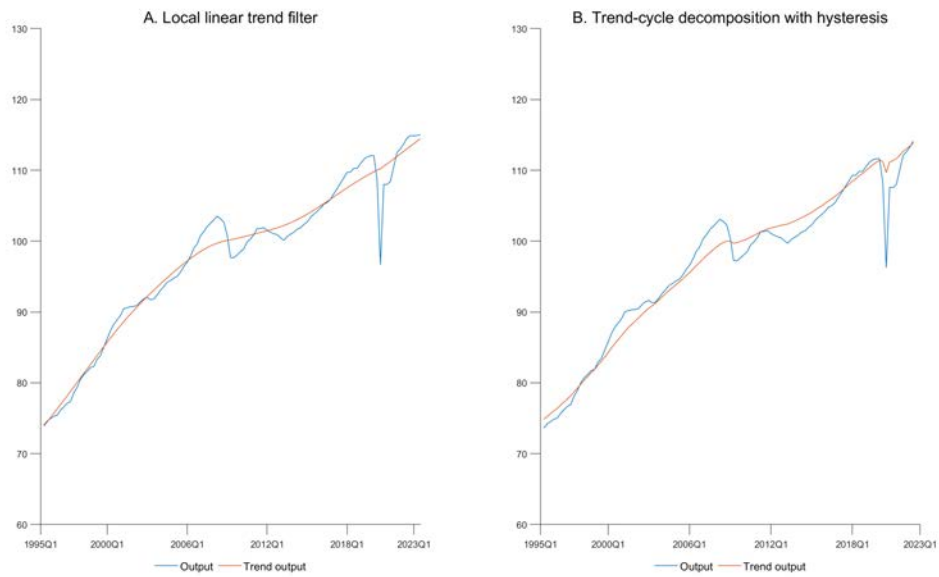 A. Local linear trend filter
130
120
110
100
90
80
70
60
1995Q1 2000Q1 2006Q1 2012Q1 2018Q1 2023Q1
Output Trend output
B. Trend-cycle decomposition with hysteresis
130
120
110
100
90
80
70
60
1995Q1 2000Q1 2006Q1 2012Q1 2018Q1 2023Q1
Output Trend output